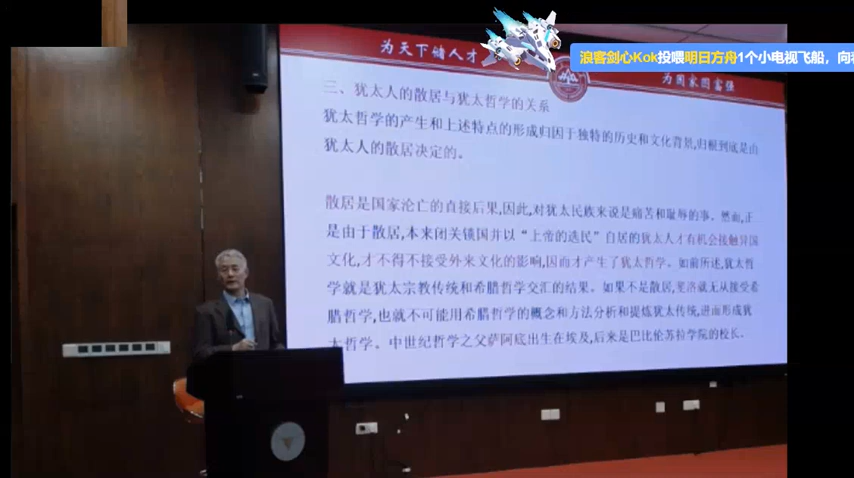 为天下储人才
浪客剑心Kok投喂明日方舟1个小电视飞船，向
为国家图富强
三、犹太人的散居与犹太哲学的关系
犹太哲学的产生和上述特点的形成归因于独特的历史和文化背景,归根到底是由
犹太人的散居决定的。
散居是国家沦亡的直接后果,因此,对犹太民族来说是痛苦和耻辱的事。然而,正
是由于散居,本来闭关锁国并以“上帝的选民”自居的犹太人才有机会接触异国
文化,才不得不接受外来文化的影响,因而才产生了犹太哲学。如前所述,犹太哲
学就是犹太宗教传统和希腊哲学交汇的结果。如果不是散居,斐洛就无从接受希
腊哲学,也就不可能用希腊哲学的概念和方法分析和提炼犹太传统,进而形成犹
太哲学。中世纪哲学之父萨阿底出生在埃及,后来是巴比伦苏拉学院的校长。